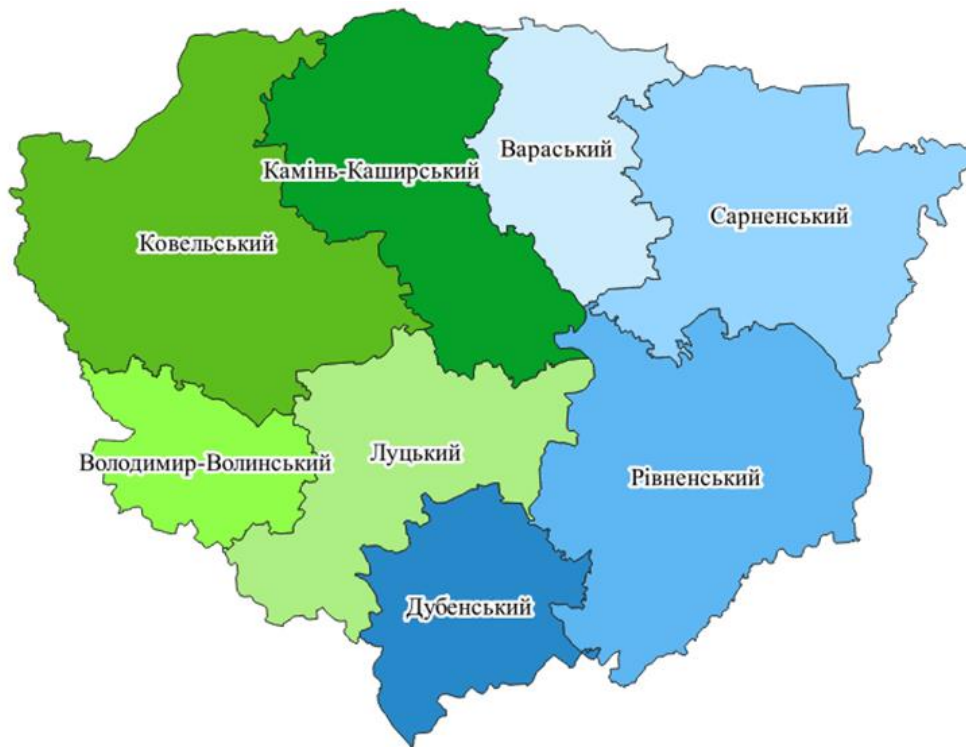 Вараський
Камінь-Каширський
Сарненський
Ковельський
Луцький
Володимир-Волинський
Рівненський
Дубенський